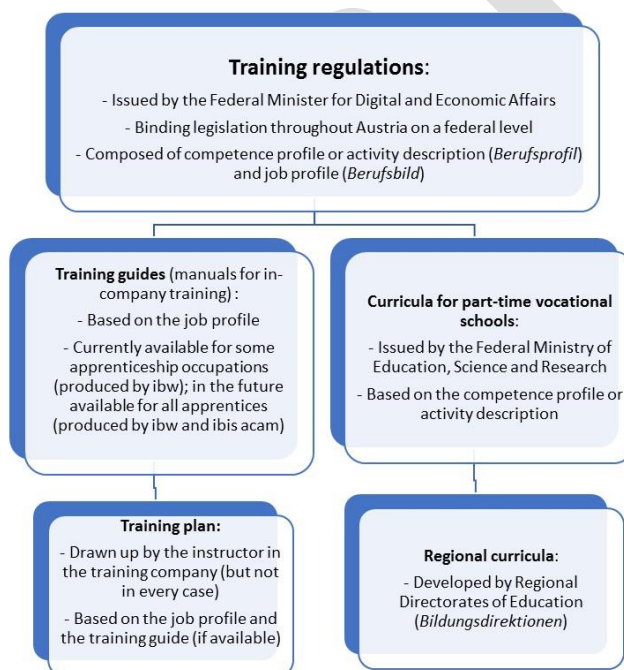 Training regulations:
- Issued by the Federal Minister for Digital and Economic Affairs
- Binding legislation throughout Austria on a federal level
- Composed of competence profile or activity description (Berufsprofil)
and job profile (Berufsbild)
Training guides (manuals for in-
company training) :
- Based on the job profile
- Currently available for some
apprenticeship occupations
(produced by ibw); in the future
available for all apprentices
(produced by ibw and ibis acam)
Curricula for part-time vocational
schools:
- Issued by the Federal Ministry of
Education, Science and Research
- Based on the competence profile or
activity description
Training plan:
- Drawn up by the instructor in
the training company (but not
in every case)
- Based on the job profile and
the training guide (if available)
Regional curricula:
- Developed by Regional
Directorates of Education
(Bildungsdirektionen)